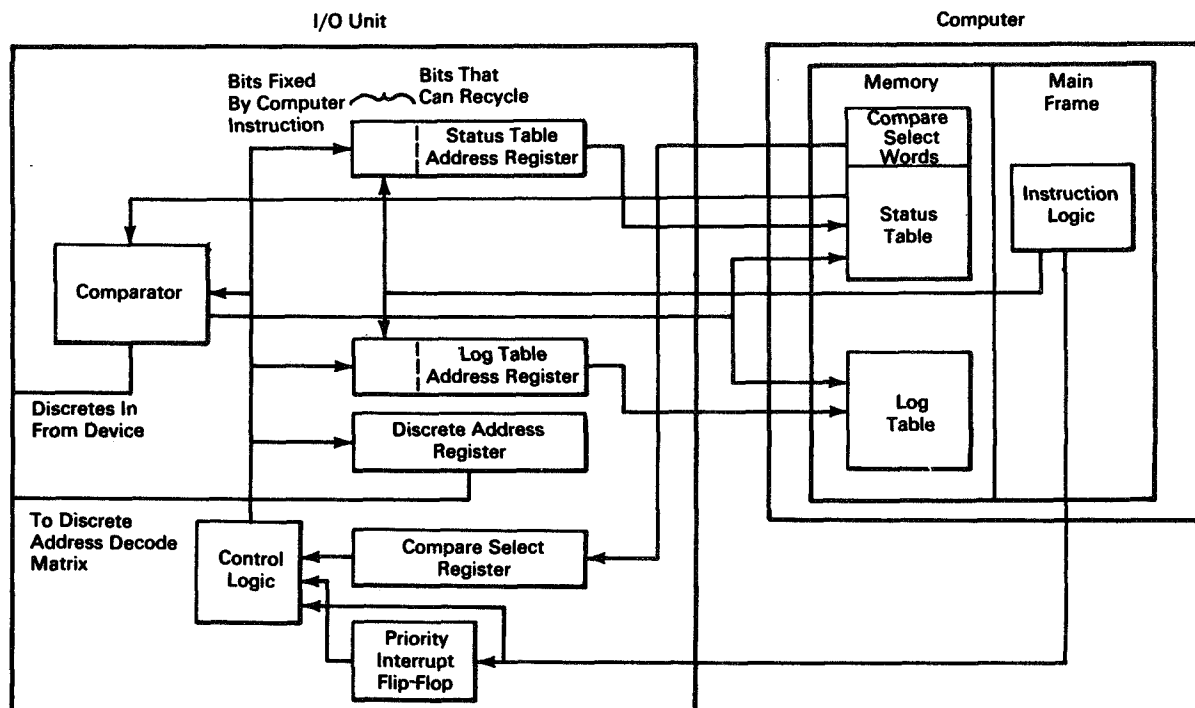 I/O Unit
Computer
Bits Fixed
By Computer
Instruction
Bits That
Can Recycle
Status Table
Address Register
Memory
Main
Frame
Compare
Select
Words
Status
Table
Instruction
Logic
Comparator
Log Table
Address Register
Log
Table
Discretes In
From Device
Discrete Address
Register
To Discrete
Address Decode
Matrix
Control
Logic
Compare Select
Register
Priority
Interrupt
Flip-Flop